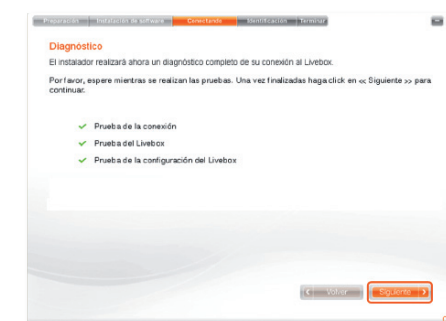 Preparación Instalación de software Conectando Identificación Terminar
Diagnóstico
El instalador realizará ahora un diagnóstico completo de su conexión al Livebox.
Por favor, espere mientras se realizan las pruebas. Una vez finalizadas haga click en << Siguiente >> para
continuar.
Prueba de la conexión
Prueba del Livebox
Prueba de la configuración del Livebox
Volver Siguiente